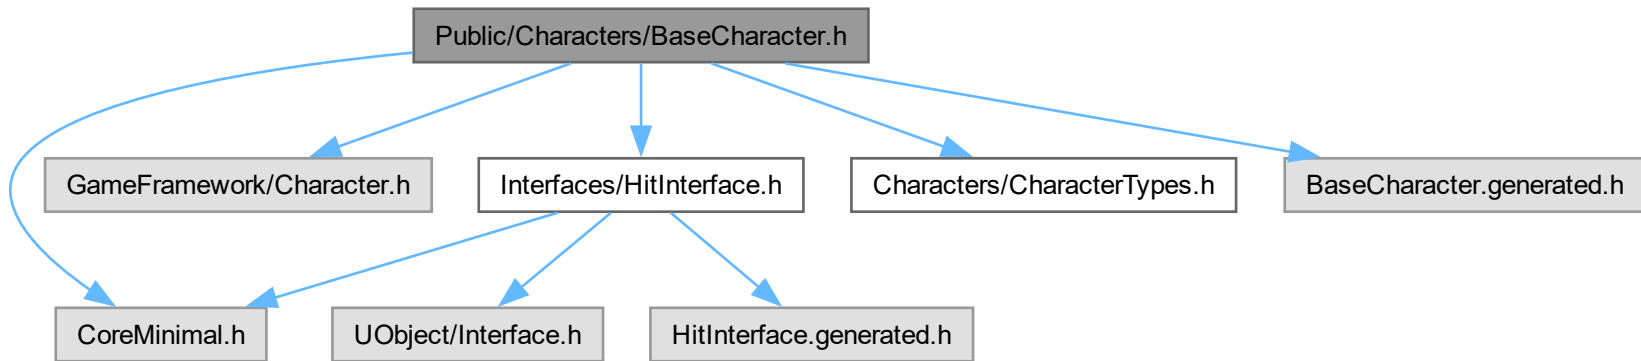 Public/Characters/BaseCharacter.h
GameFramework/Character.h
Interfaces/HitInterface.h
Characters/CharacterTypes.h
BaseCharacter.generated.h
CoreMinimal.h
UObject/Interface.h
HitInterface.generated.h